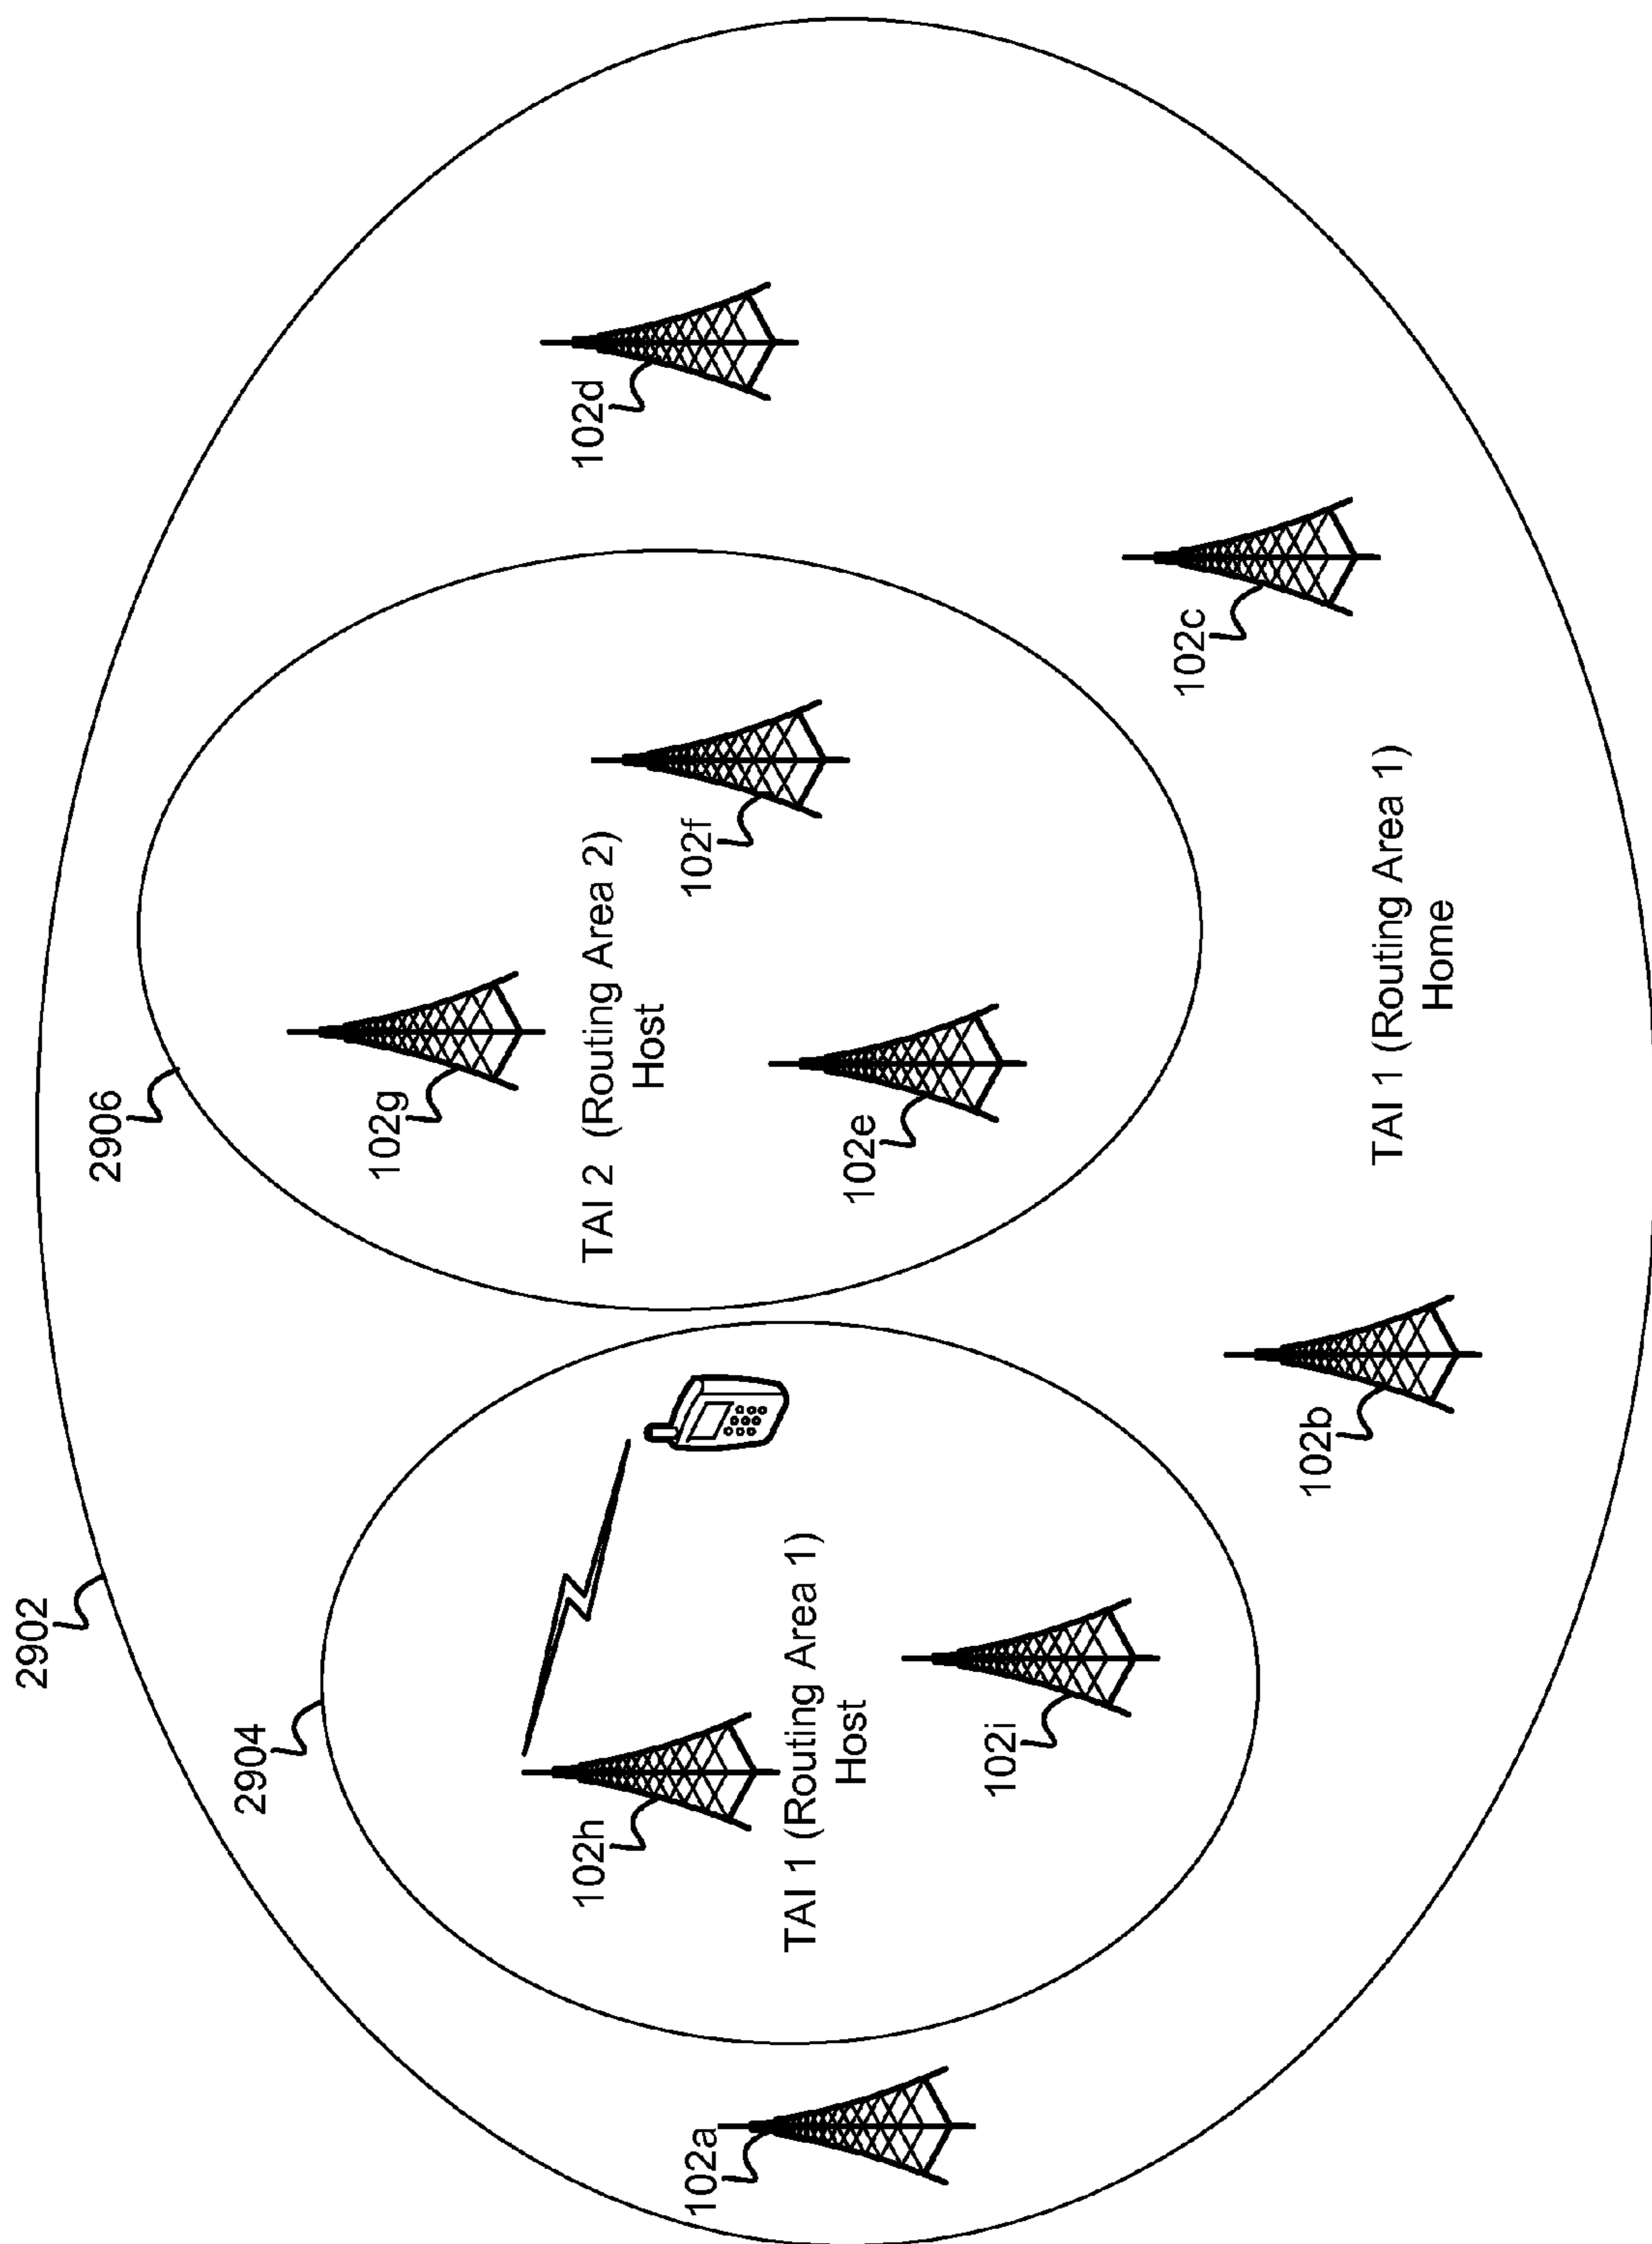 2902
2906
2904
102g
102h
TAI 2 (Routing Area 2)
Host
102d
102f
102a
TAI 1 (Routing Area 1)
Host
102e
102i
102c
102b
TAI 1 (Routing Area 1)
Home